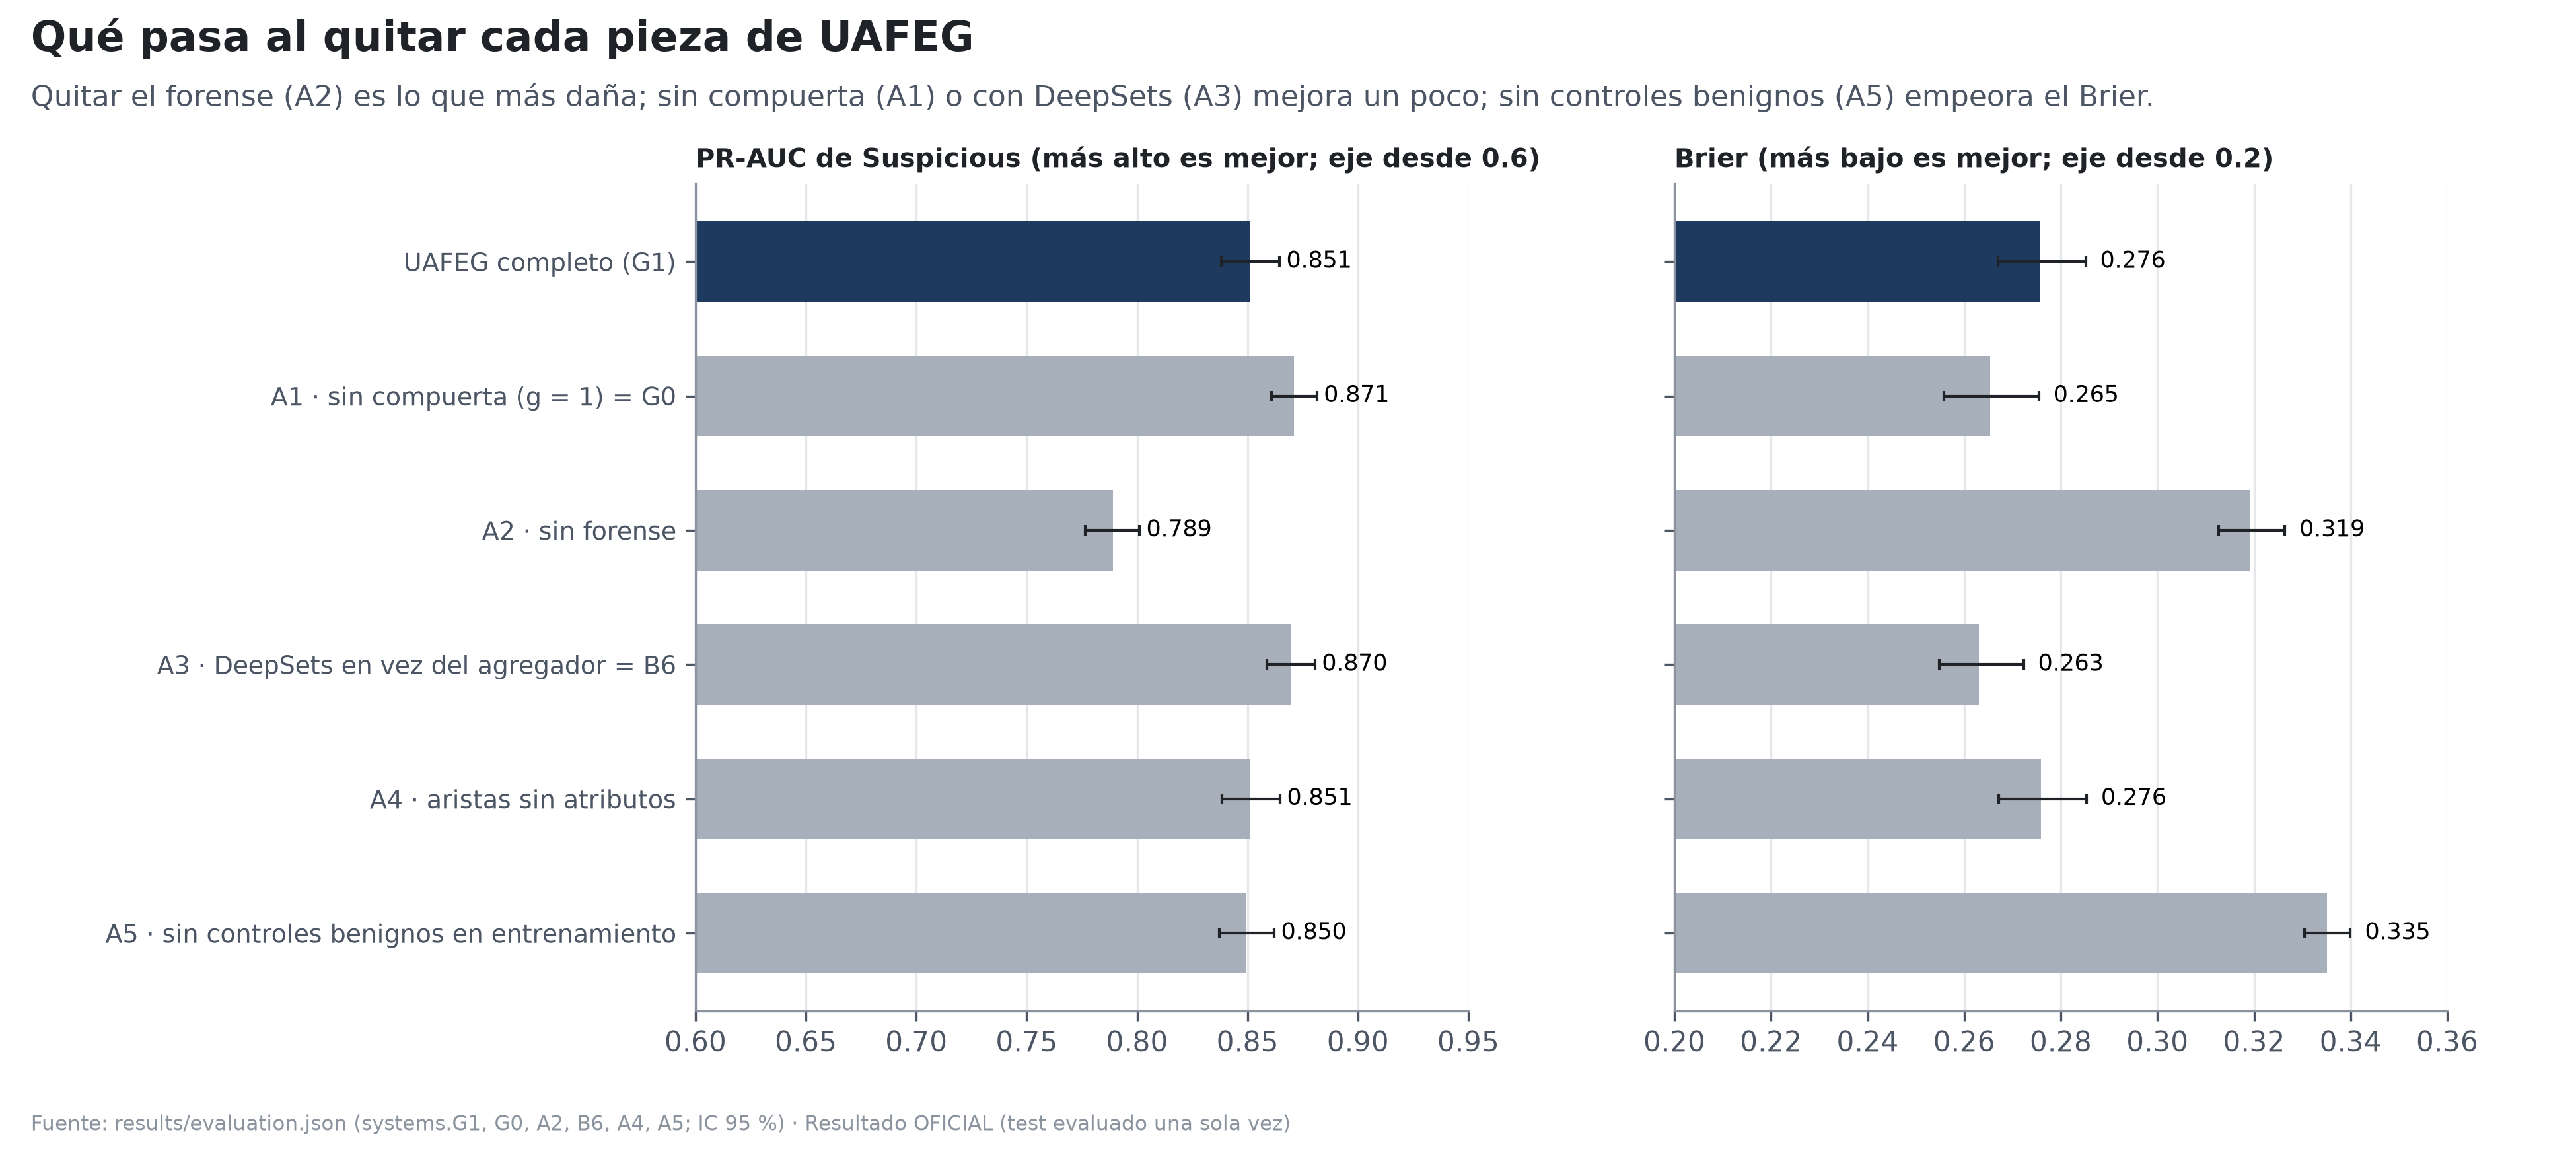 Qué pasa al quitar cada pieza de UAFEG
Quitar el forense (A2) es lo que más daña; sin compuerta (A1) o con DeepSets (A3) mejora un poco; sin controles benignos (A5) empeora el Brier.
PR-AUC de Suspicious (más alto es mejor; eje desde 0.6)
Brier (más bajo es mejor; eje desde 0.2)
UAFEG completo (G1)
0.851
0.276
A1 · sin compuerta (g = 1) = G0
0.871
0.265
A2 · sin forense
0.789
0.319
A3 · DeepSets en vez del agregador = B6
0.870
0.263
A4 · aristas sin atributos
0.851
0.276
A5 · sin controles benignos en entrenamiento
0.850
0.335
0.60 0.65 0.70 0.75 0.80 0.85 0.90 0.95
0.20 0.22 0.24 0.26 0.28 0.30 0.32 0.34 0.36
Fuente: results/evaluation.json (systems.G1, G0, A2, B6, A4, A5; IC 95 %) · Resultado OFICIAL (test evaluado una sola vez)